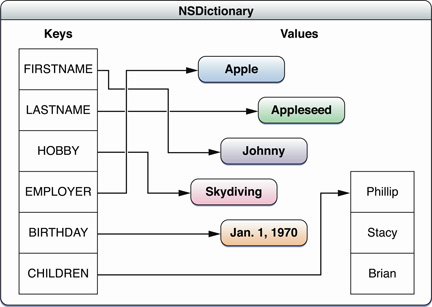 NSDictionary
Keys
Values
FIRSTNAME
LASTNAME
HOBBY
EMPLOYER
BIRTHDAY
CHILDREN
Apple
Appleseed
Johnny
Skydiving
Jan. 1, 1970
Phillip
Stacy
Brian